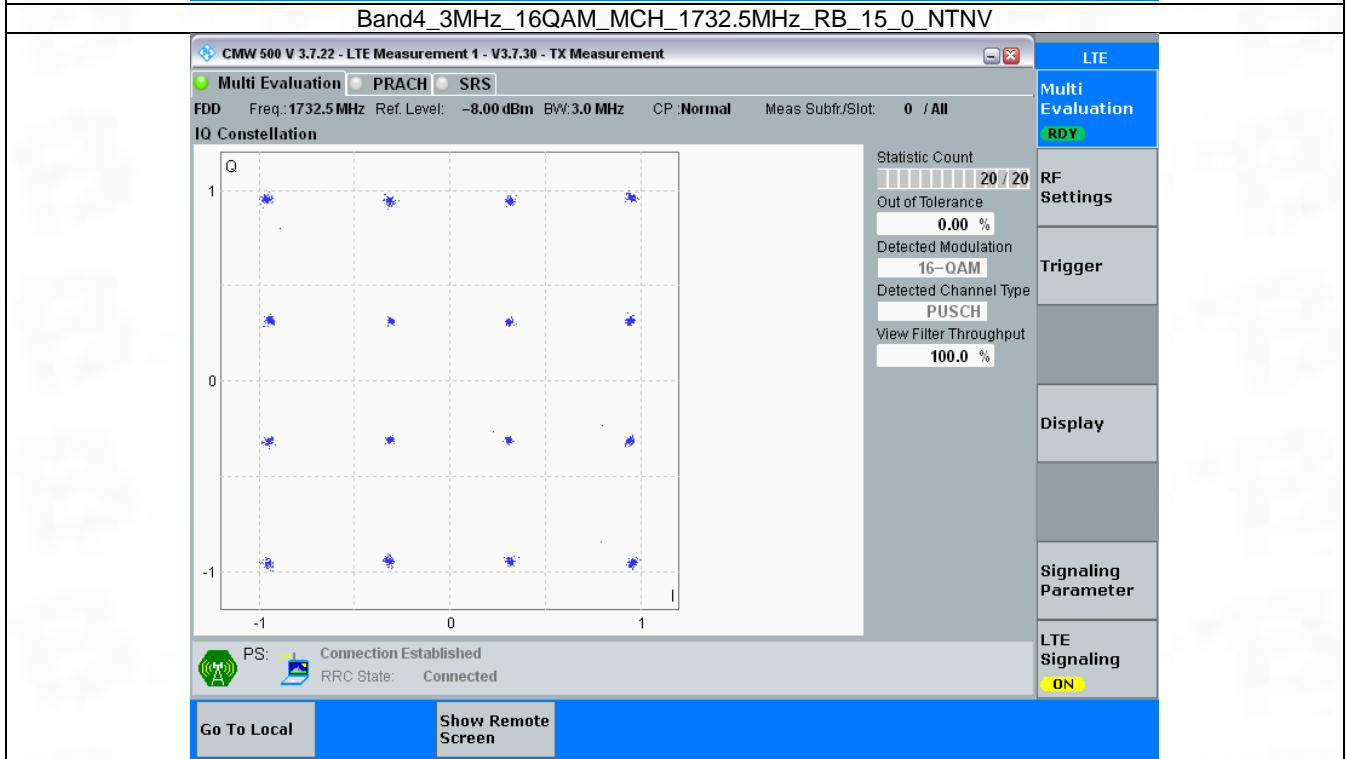 Band4_3MHz_16QAM_MCH_1732.5MHz_RB_15_0_NTNV
CMW 500 V 3.7.22 - LTE Measurement 1 - V3.7.30 - TX Measurement
LTE
Multi Evaluation PRACH SRS
Multi
Evaluation
RDY
FDD Freq.:1732.5 MHz Ref. Level: -8.00 dBm BW:3.0 MHz CP :Normal Meas Subfr./Slot: 0 / All
IQ Constellation
Q
1
0
-1
I
-1 0 1
Statistic Count
20 / 20
Out of Tolerance
0.00 %
Detected Modulation
16-QAM
Detected Channel Type
PUSCH
View Filter Throughput
100.0 %
RF
Settings
Trigger
Display
Signaling
Parameter
LTE
Signaling
ON
PS: Connection Established
RRC State: Connected
Go To Local
Show Remote
Screen